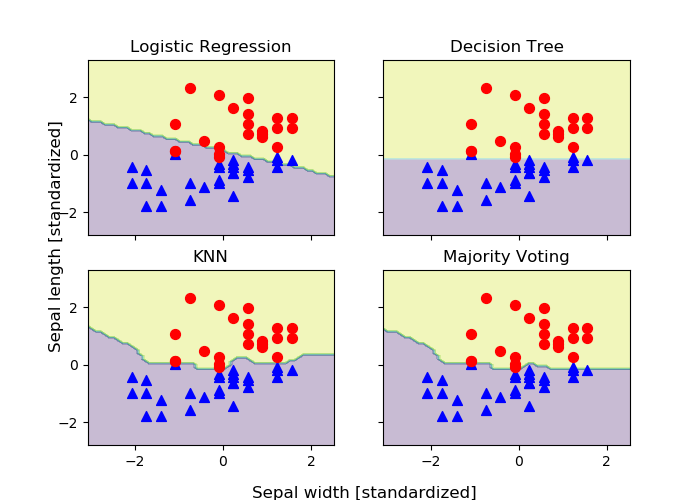 Logistic Regression
Decision Tree
2
0
−2
KNN
Majority Voting
2
0
−2
−2
0
2
−2
0
2
Sepal length [standardized]
Sepal width [standardized]